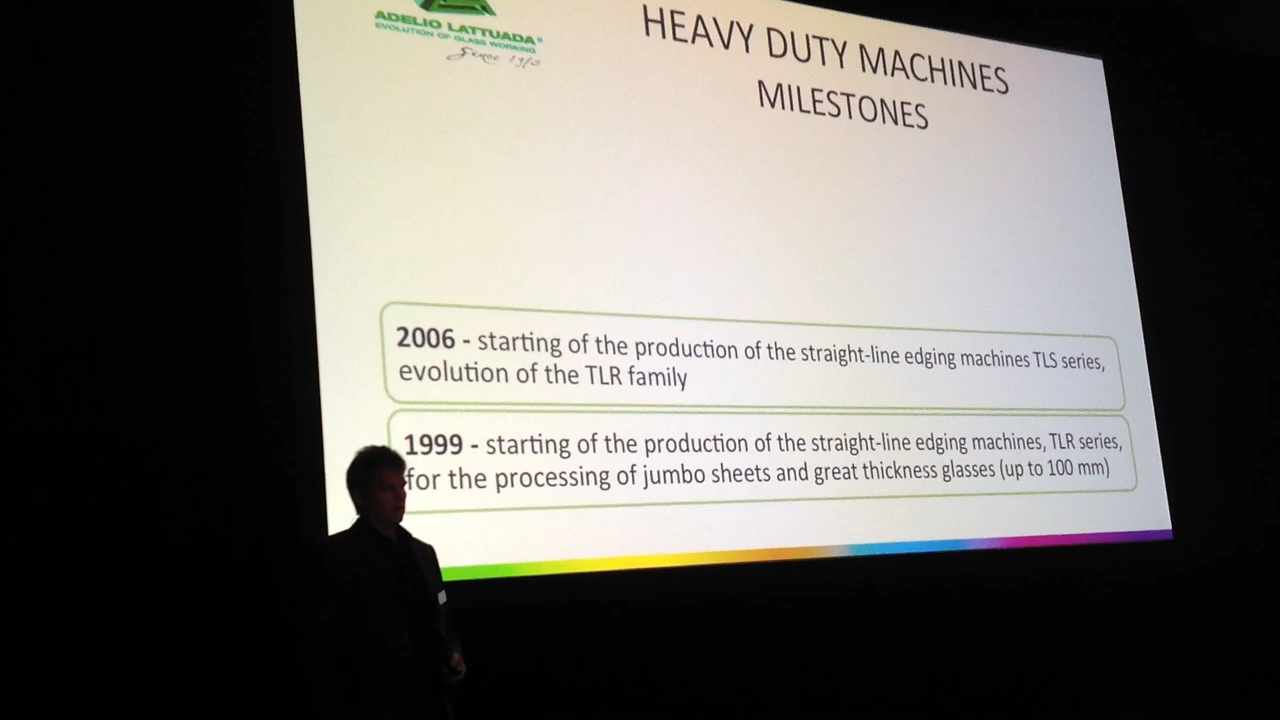 ADELIO LATTUADA®
EVOLUTION OF GLASS WORKING
Since 1978
HEAVY DUTY MACHINES
MILESTONES
2006 - starting of the production of the straight-line edging machines TLS series,
evolution of the TLR family
1999 - starting of the production of the straight-line edging machines, TLR series,
for the processing of jumbo sheets and great thickness glasses (up to 100 mm)